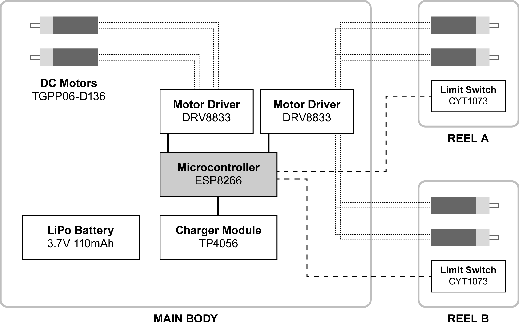 DC Motors
TGPP06-D136
Motor Driver
DRV8833
Motor Driver
DRV8833
Limit Switch
CYT1073
REEL A
Microcontroller
ESP8266
LiPo Battery
3.7V 110mAh
Charger Module
TP4056
Limit Switch
CYT1073
MAIN BODY
REEL B